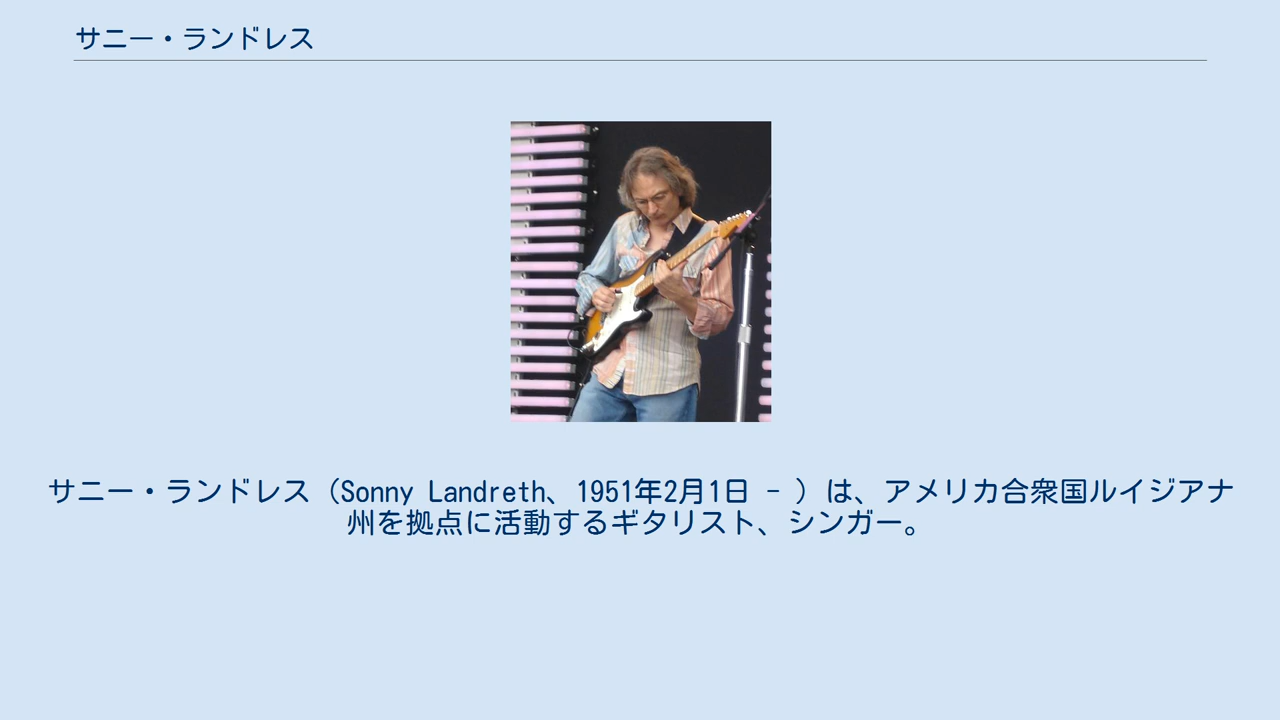 サニー・ランドレス
サニー・ランドレス（Sonny Landreth、1951年2月1日 - ）は、アメリカ合衆国ルイジアナ
州を拠点に活動するギタリスト、シンガー。